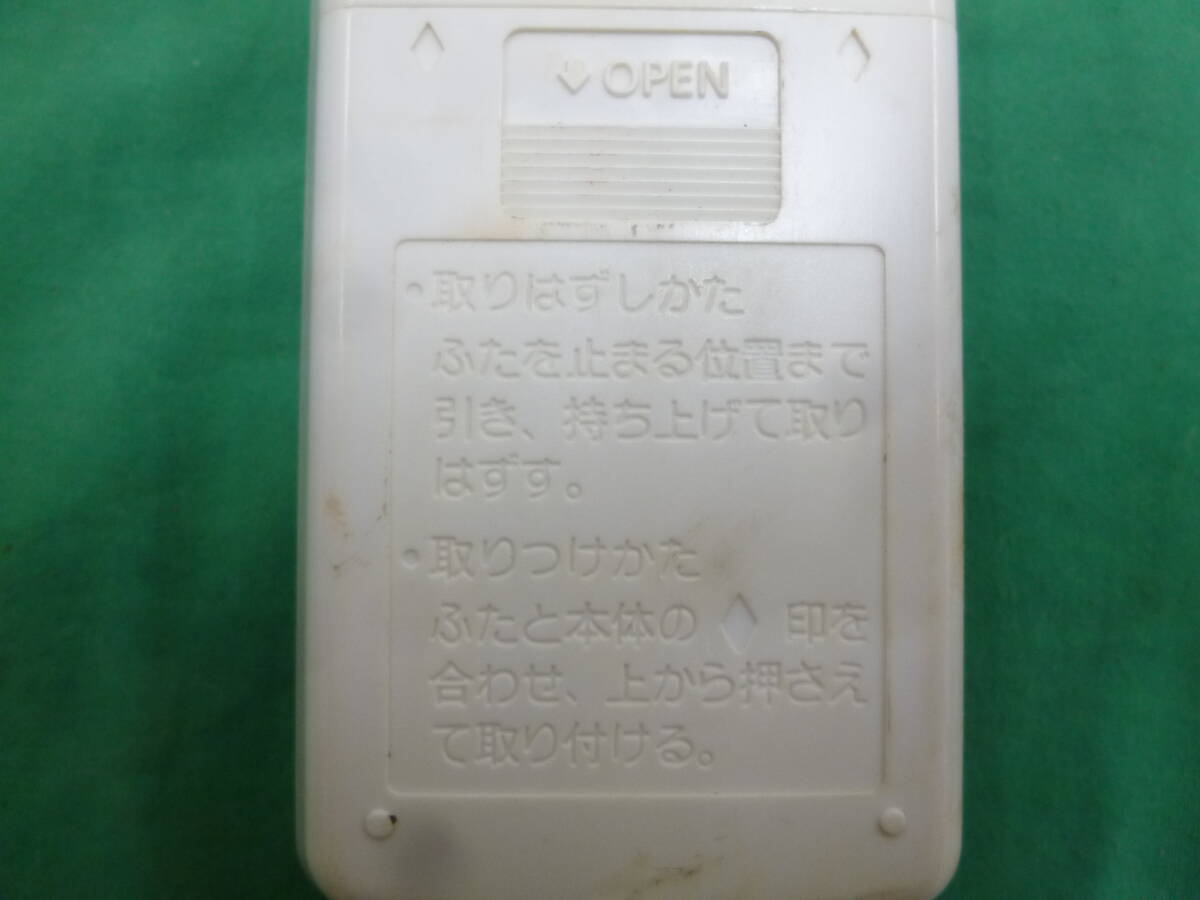 ↓OPEN
•取りはずしかた
ふたを止まる位置まで
引き、持ち上げて取り
はずす。
•取りつけかた
ふたと本体の ◇ 印を
合わせ、上から押さえ
て取り付ける。